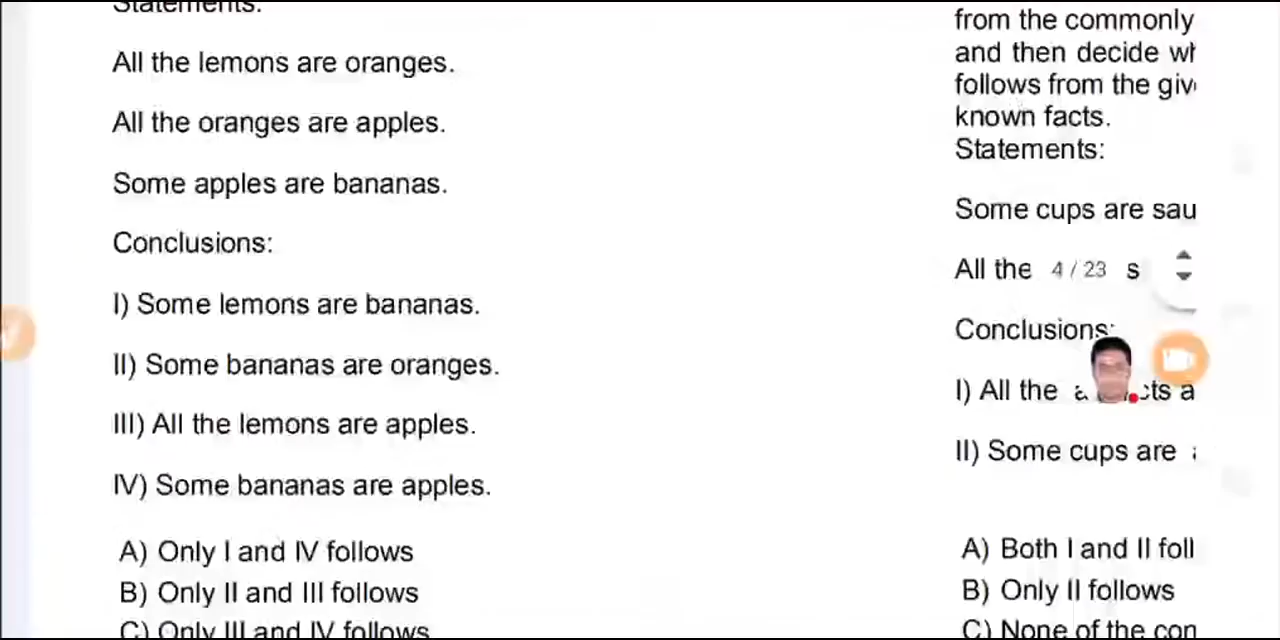 Statements:
All the lemons are oranges.
All the oranges are apples.
Some apples are bananas.
Conclusions:
I) Some lemons are bananas.
II) Some bananas are oranges.
III) All the lemons are apples.
IV) Some bananas are apples.
A) Only I and IV follows
B) Only II and III follows
C) Only III and IV follows
from the commonly
and then decide
follows from the
known facts.
Statements:
Some cups are sau
All the 4 / 23 s
Conclusions:
I) All the
II) Some cups are
A) Both I and II foll
B) Only II follows
C) None of the con